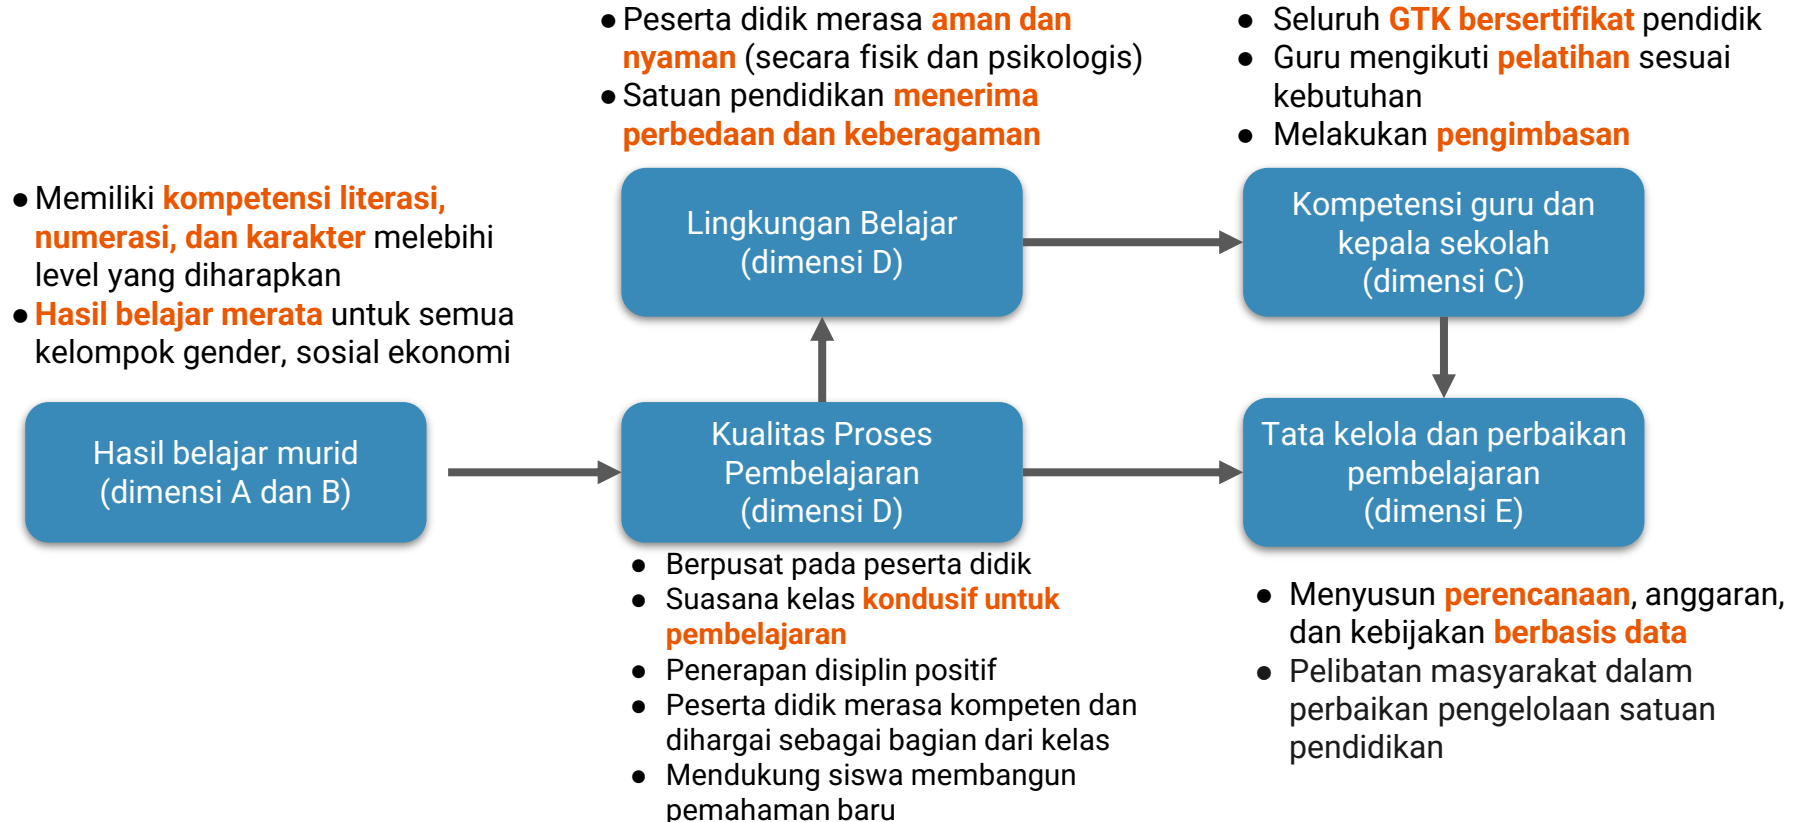 ● Peserta didik merasa aman dan
nyaman (secara fisik dan psikologis)
● Satuan pendidikan menerima
perbedaan dan keberagaman
● Seluruh GTK bersertifikat pendidik
● Guru mengikuti pelatihan sesuai
kebutuhan
● Melakukan pengimbasan
● Memiliki kompetensi literasi,
numerasi, dan karakter melebihi
level yang diharapkan
● Hasil belajar merata untuk semua
kelompok gender, sosial ekonomi
Lingkungan Belajar
(dimensi D)
Kompetensi guru dan
kepala sekolah
(dimensi C)
Hasil belajar murid
(dimensi A dan B)
Kualitas Proses
Pembelajaran
(dimensi D)
Tata kelola dan perbaikan
pembelajaran
(dimensi E)
● Berpusat pada peserta didik
● Suasana kelas kondusif untuk
pembelajaran
● Penerapan disiplin positif
● Peserta didik merasa kompeten dan
dihargai sebagai bagian dari kelas
● Mendukung siswa membangun
pemahaman baru
● Menyusun perencanaan, anggaran,
dan kebijakan berbasis data
● Pelibatan masyarakat dalam
perbaikan pengelolaan satuan
pendidikan